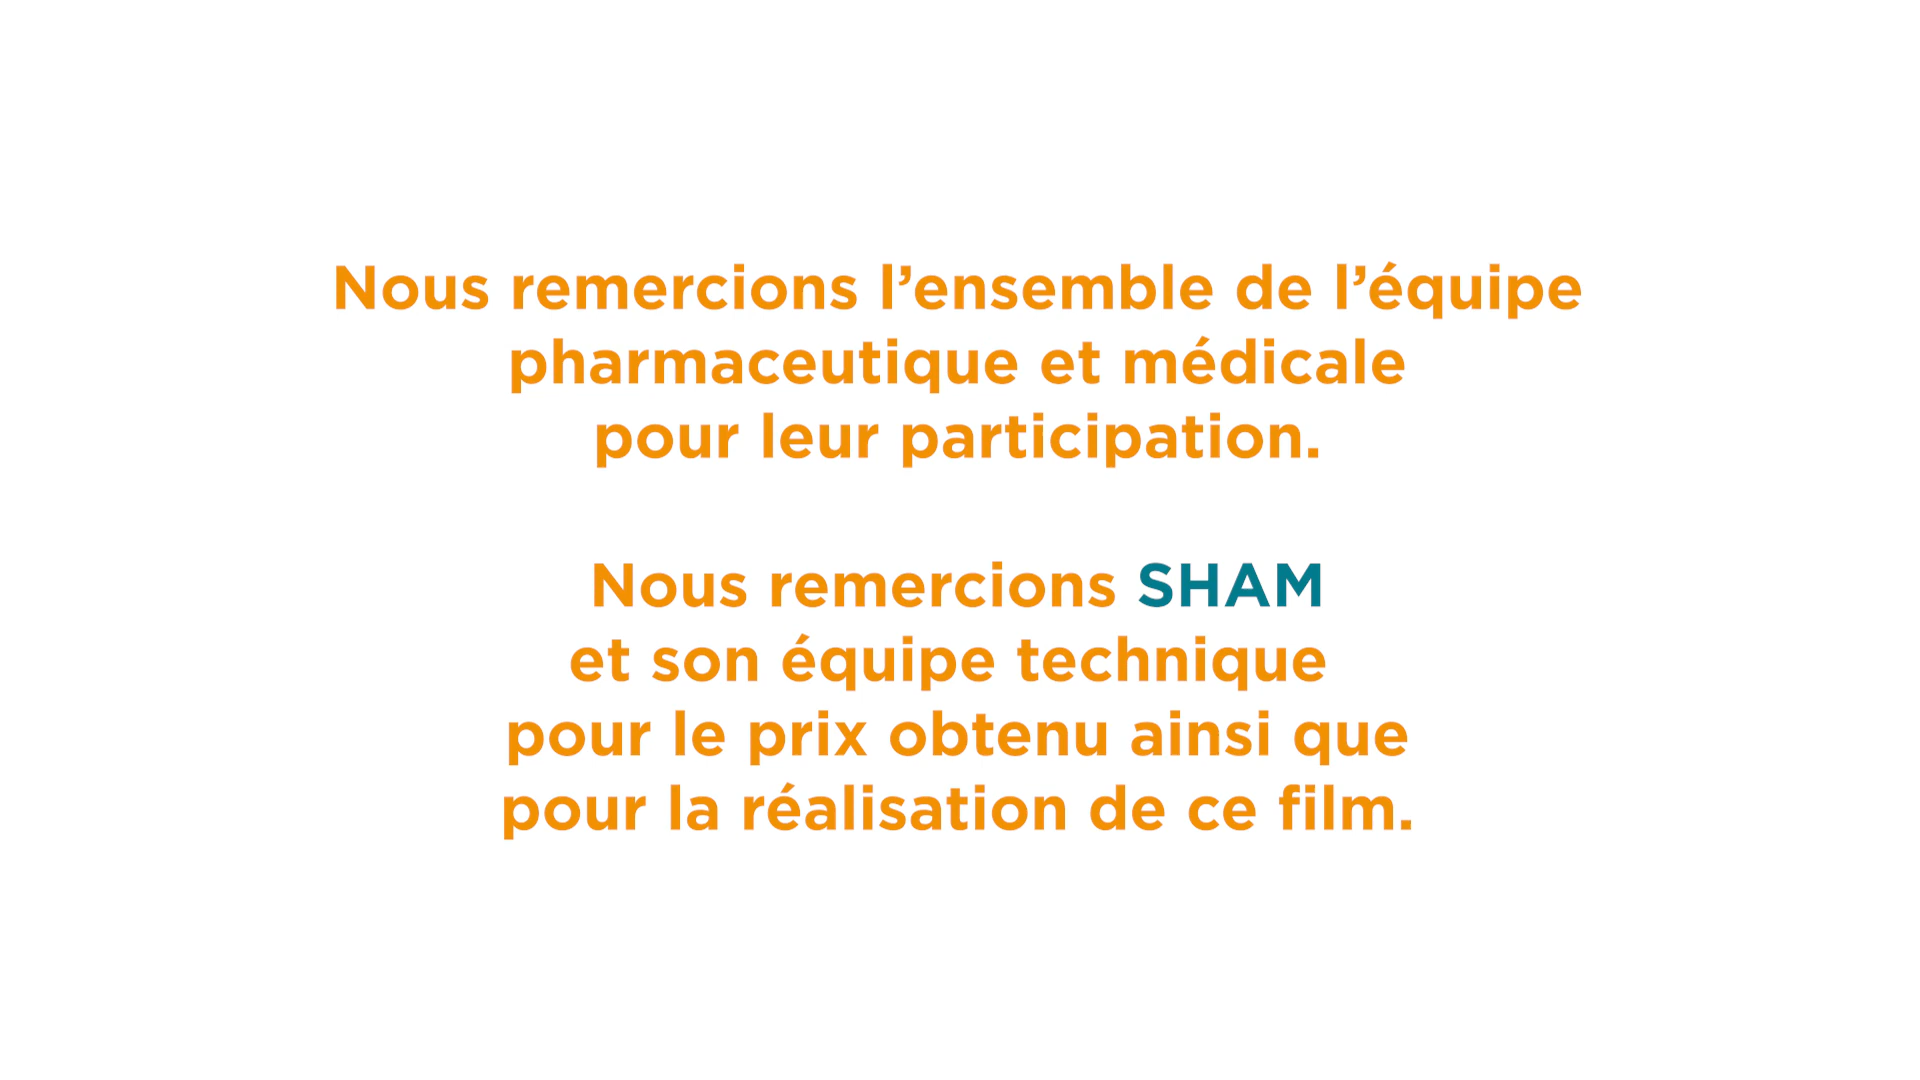 Nous remercions l’ensemble de l’équipe
pharmaceutique et médicale
pour leur participation.
Nous remercions SHAM
et son équipe technique
pour le prix obtenu ainsi que
pour la réalisation de ce film.